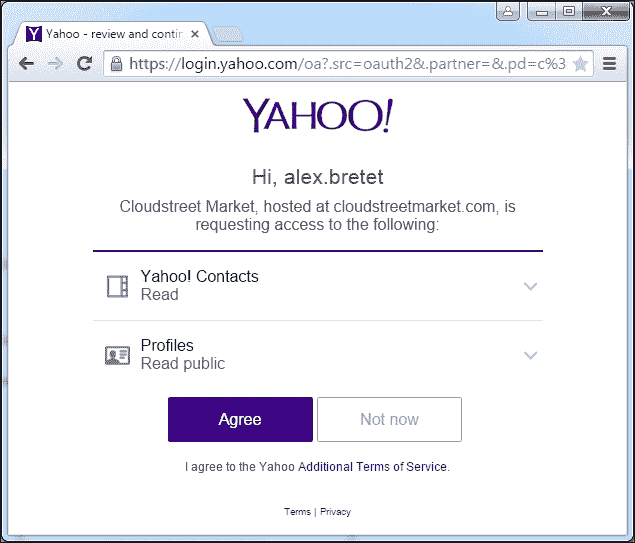 Yahoo - review and contin
https://login.yahoo.com/oa?.src=oauth2&.partner=&.pd=c%3
YAHOO!
Hi, alex.bretet
Cloudstreet Market, hosted at cloudstreetmarket.com, is
requesting access to the following:
Yahoo! Contacts
Read
Profiles
Read public
Agree Not now
I agree to the Yahoo Additional Terms of Service.
Terms | Privacy